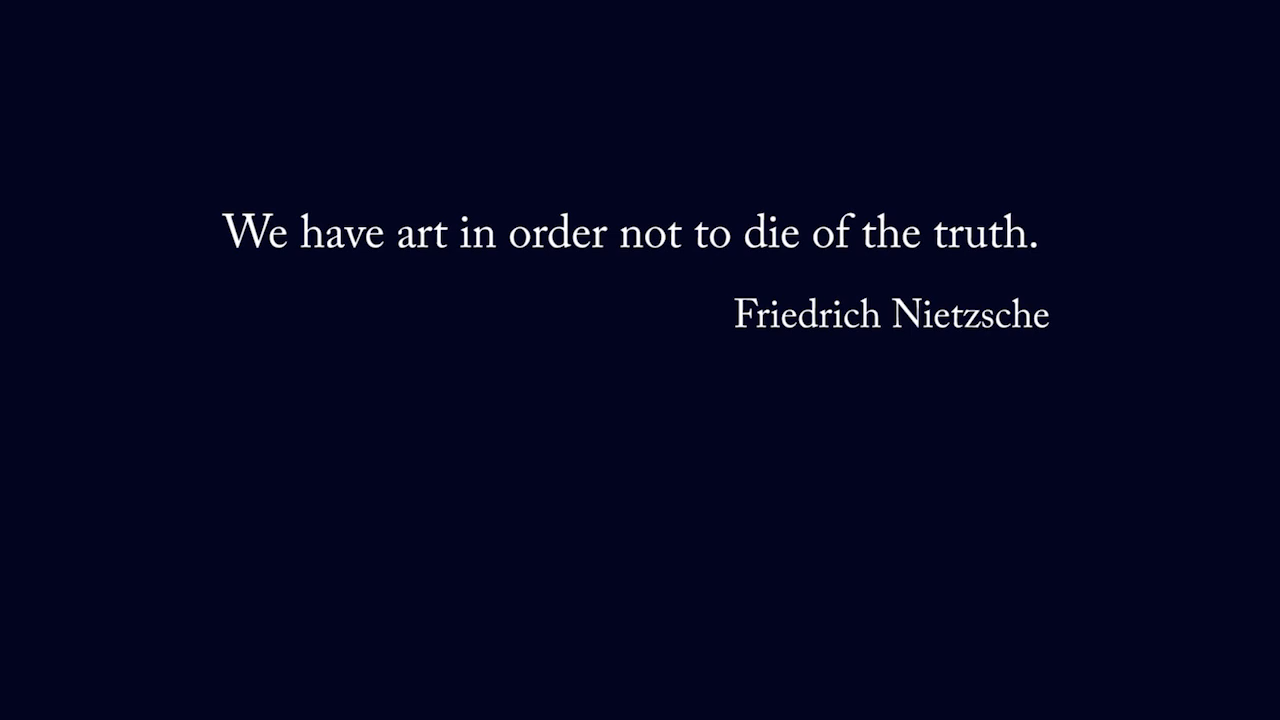 We have art in order not to die of the truth.
Friedrich Nietzsche